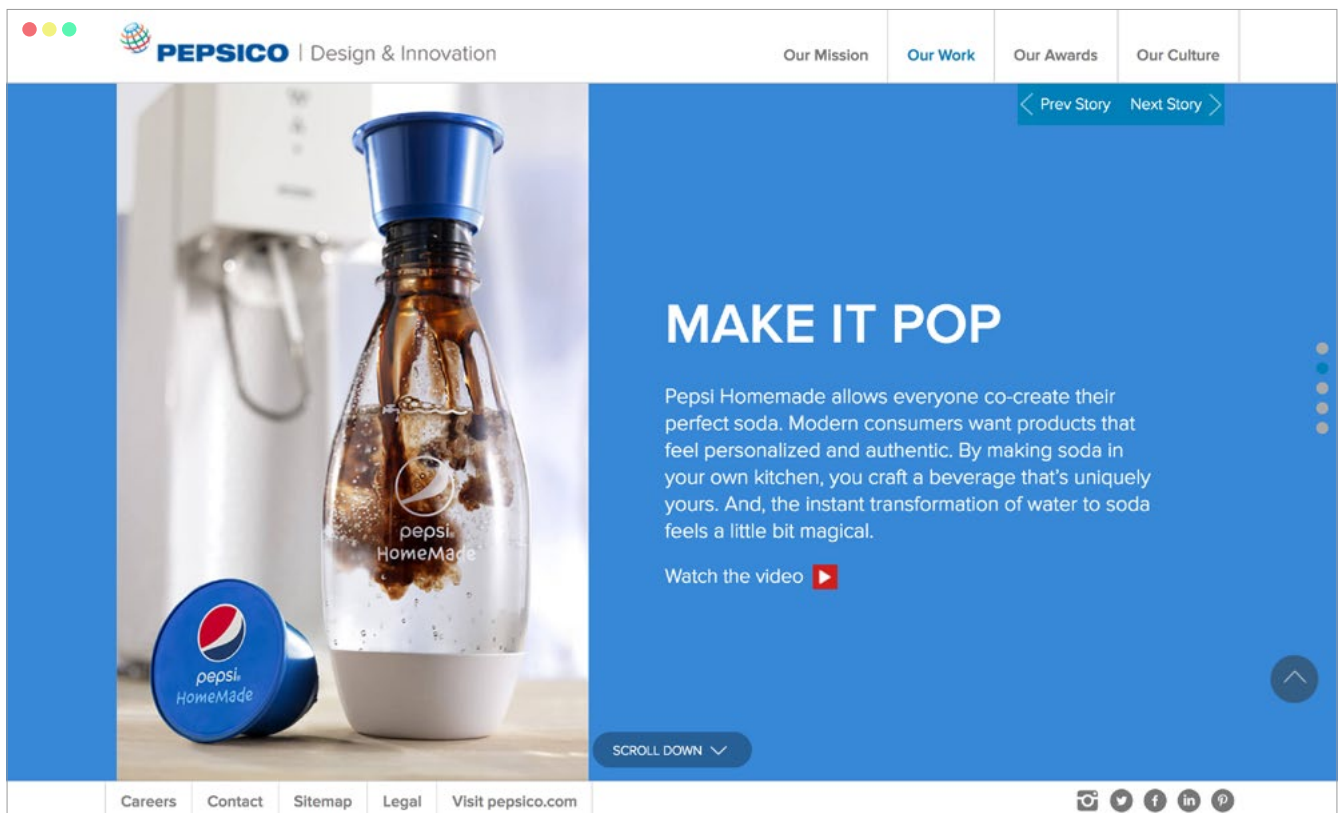 PEPSICO | Design & Innovation
Our Mission
Our Work
Our Awards
Our Culture
Prev Story
Next Story
MAKE IT POP
Pepsi Homemade allows everyone co-create their
perfect soda. Modern consumers want products that
feel personalized and authentic. By making soda in
your own kitchen, you craft a beverage that's uniquely
yours. And, the instant transformation of water to soda
feels a little bit magical.
Watch the video
pepsi
HomeMade
pepsi
HomeMade
SCROLL DOWN
Careers
Contact
Sitemap
Legal
Visit pepsico.com